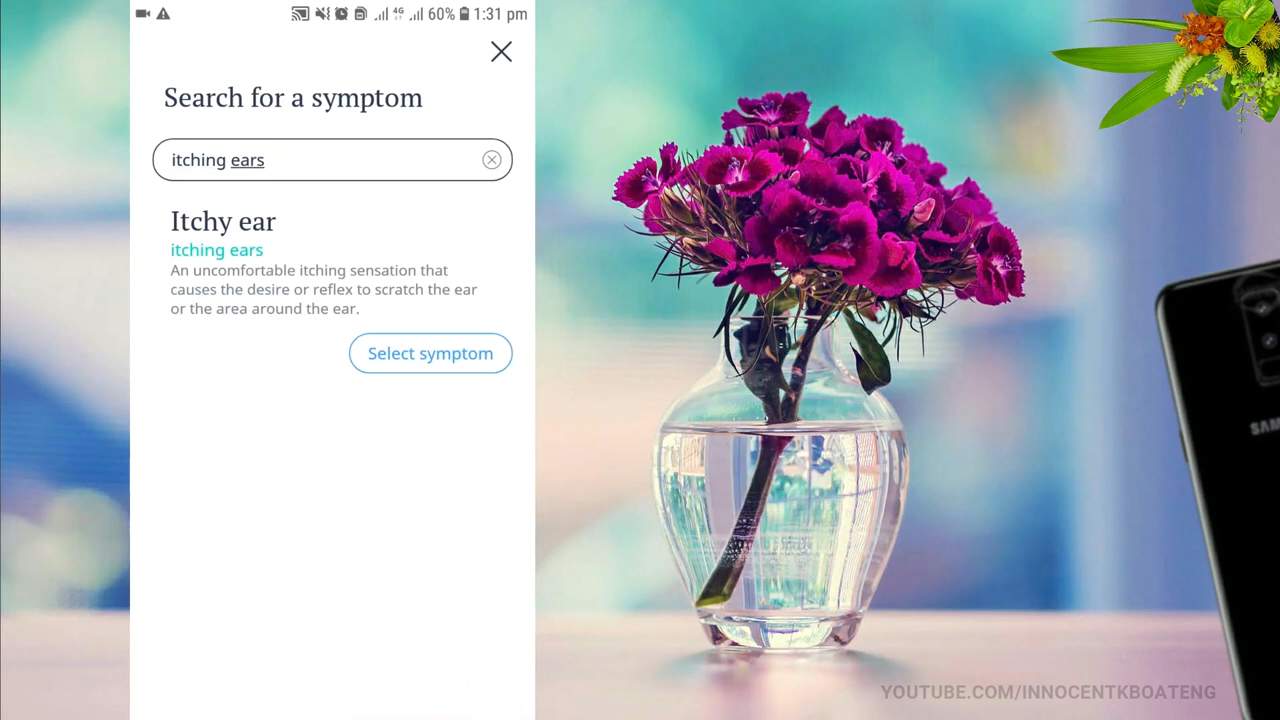 4G 60% 1:31 pm
Search for a symptom
itching ears
Itchy ear
itching ears
An uncomfortable itching sensation that
causes the desire or reflex to scratch the ear
or the area around the ear.
Select symptom
SAM
YOUTUBE.COM/INNOCENTKBOATENG